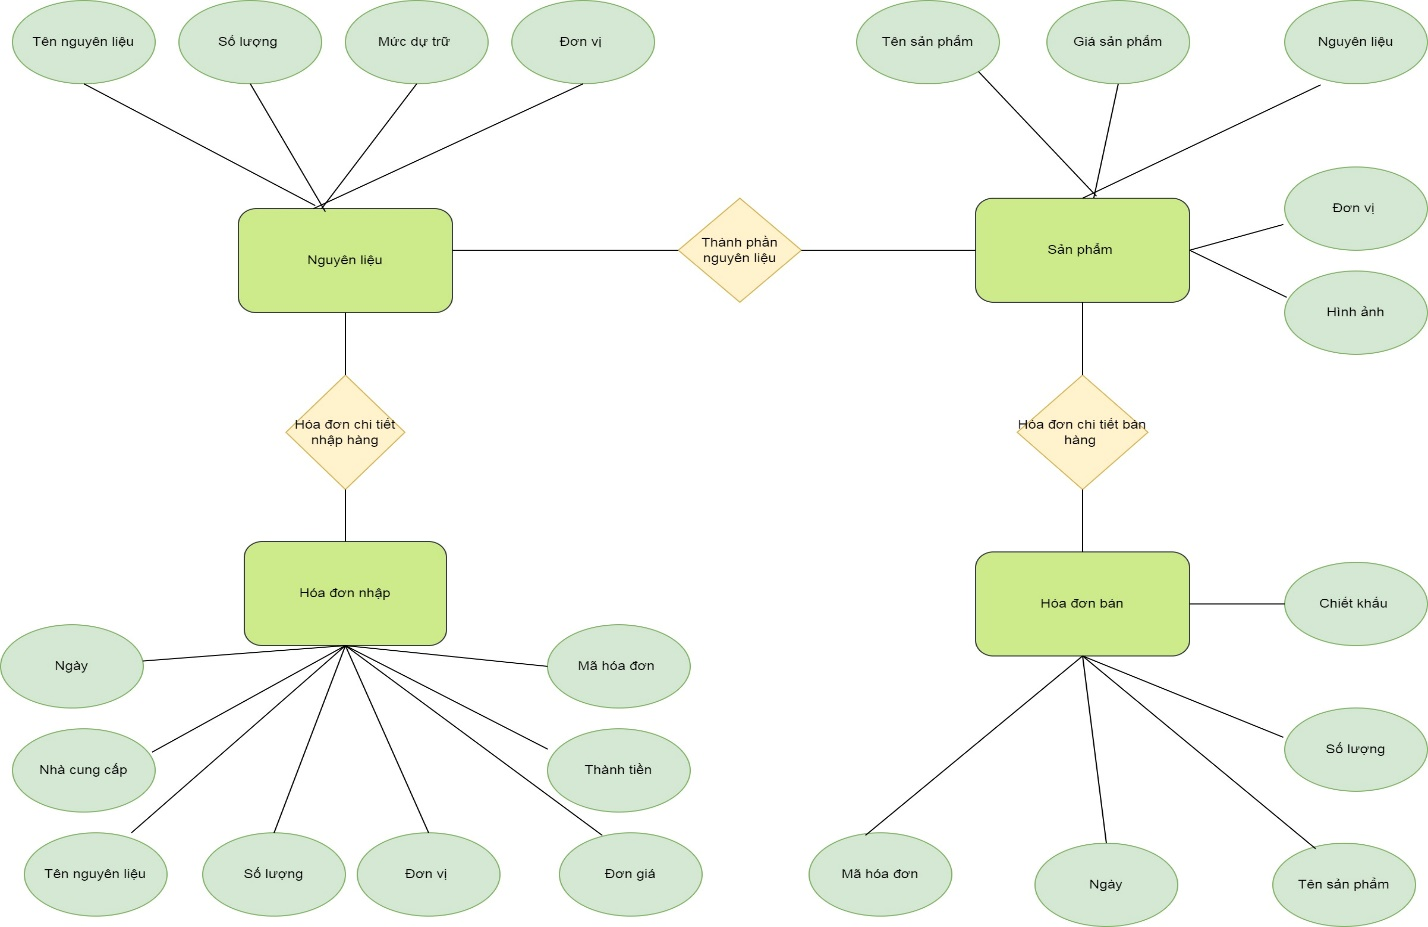 Tên nguyên liệu
Số lượng
Mức dự trữ
Đơn vị
Tên sản phẩm
Giá sản phẩm
Nguyên liệu
Đơn vị
Hình ảnh
Nguyên liệu
Thành phần
nguyên liệu
Sản phẩm
Hóa đơn chi tiết
nhập hàng
Hóa đơn chi tiết bán
hàng
Hóa đơn nhập
Hóa đơn bán
Chiết khấu
Ngày
Mã hóa đơn
Nhà cung cấp
Thành tiền
Số lượng
Tên nguyên liệu
Số lượng
Đơn vị
Đơn giá
Mã hóa đơn
Ngày
Tên sản phẩm